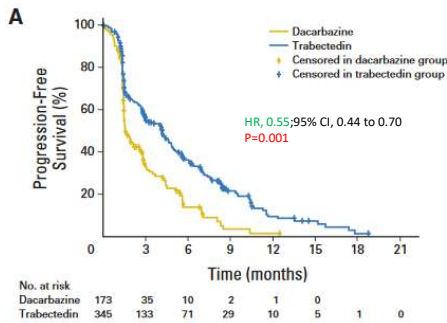 A
Dacarbazine
Trabectedin
Censored in dacarbazine group
Censored in trabectedin group
HR, 0.55;95% CI, 0.44 to 0.70
P=0.001
Progression-Free
Survival (%)
100
80
60
40
20
0 3 6 9 12 15 18 21
Time (months)
No. at risk
Dacarbazine 173 35 10 2 1 0
Trabectedin 345 133 71 29 10 5 1 0